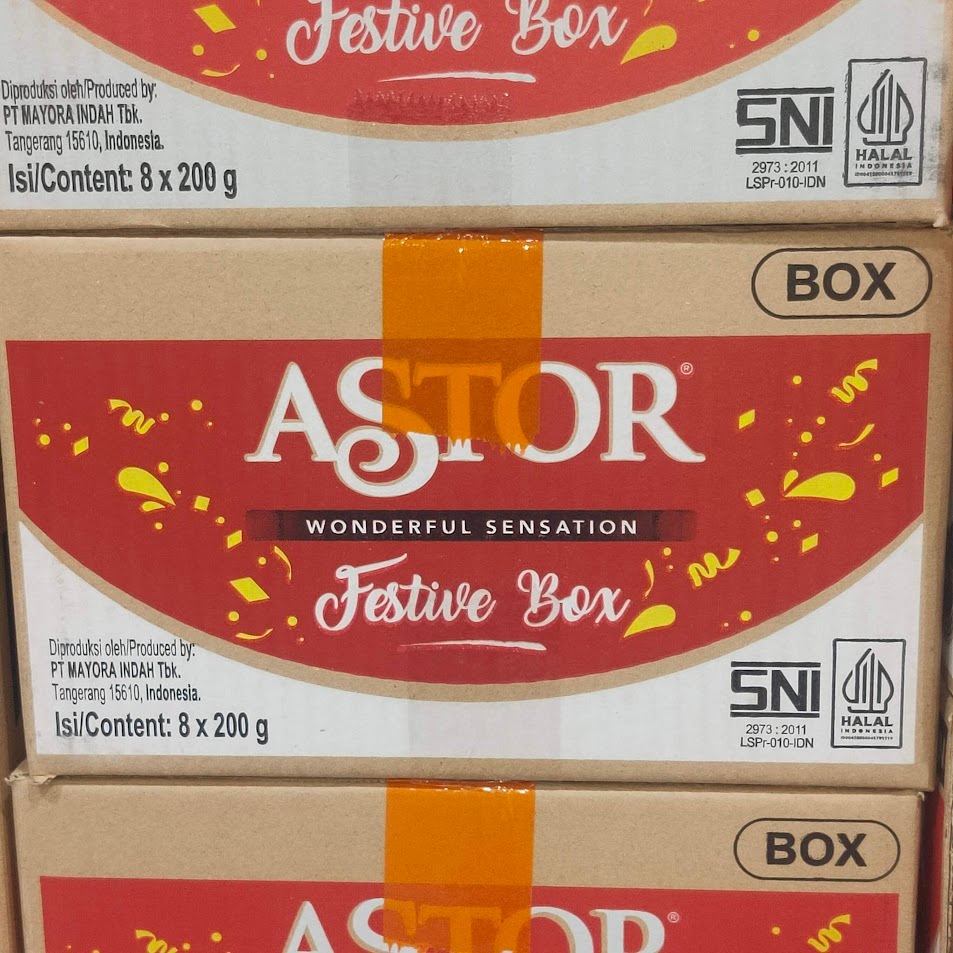 Festive Box
Diproduksi oleh/Produced by:
PT MAYORA INDAH Tbk.
Tangerang 15610, Indonesia.
Isi/Content: 8 x 200 g
SNI
2973 : 2011
LSPr-010-IDN
HALAL
INDONESIA
BOX
ASTOR®
WONDERFUL SENSATION
Festive Box
Diproduksi oleh/Produced by:
PT MAYORA INDAH Tbk.
Tangerang 15610, Indonesia.
Isi/Content: 8 x 200 g
SNI
2973 : 2011
LSPr-010-IDN
HALAL
INDONESIA
BOX
ASTOR®